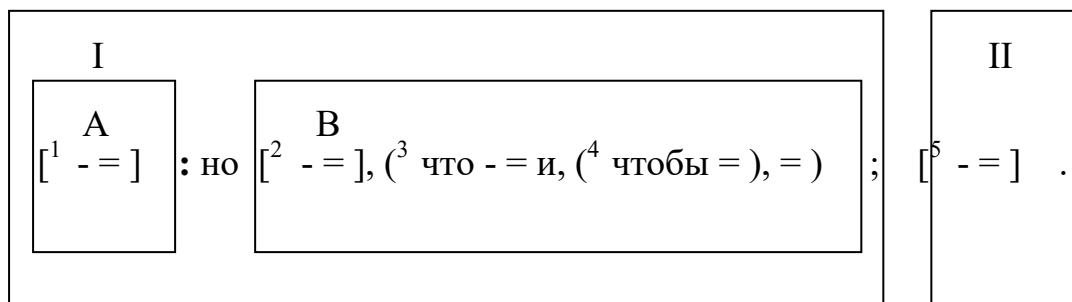 I II
А В
[¹ - = ] : но [² - = ], (³ что - = и, (⁴ чтобы = ), = ) ; [⁵ - = ] .